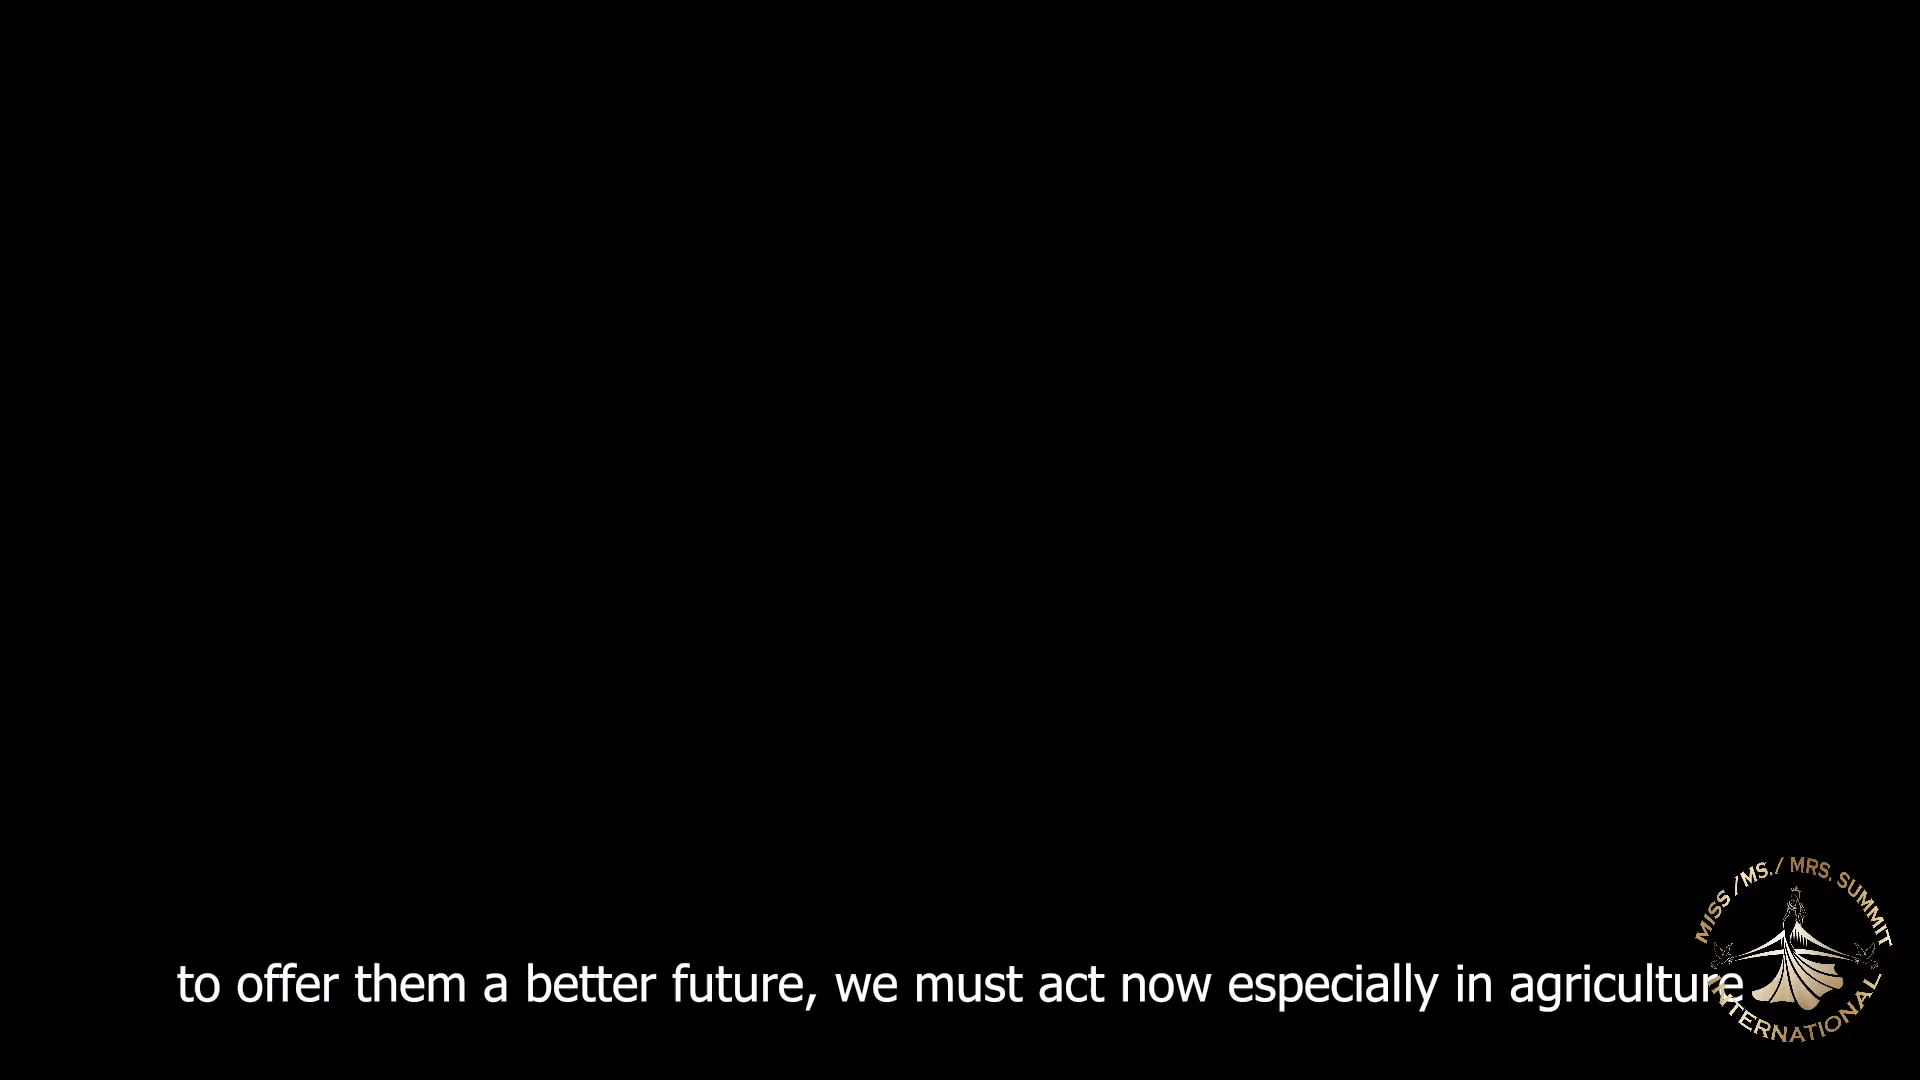 MISS /MS./ MRS. SUMMIT
to offer them a better future, we must act now especially in agriculture
INTERNATIONAL